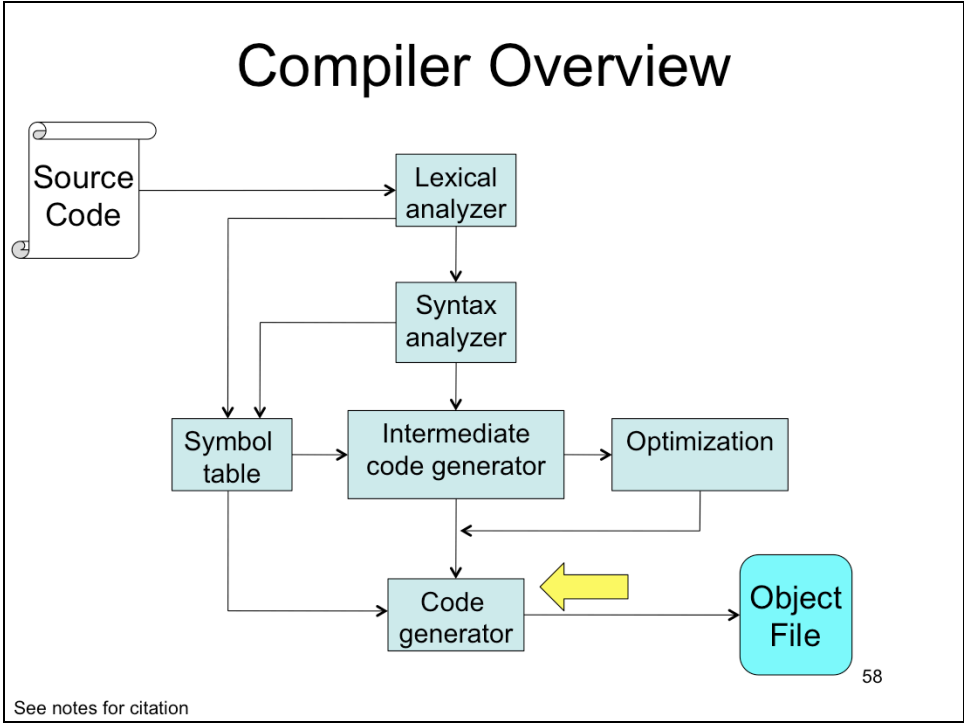 Compiler Overview
Source
Code
Lexical
analyzer
Syntax
analyzer
Symbol
table
Intermediate
code generator
Optimization
Code
generator
Object
File
58
See notes for citation